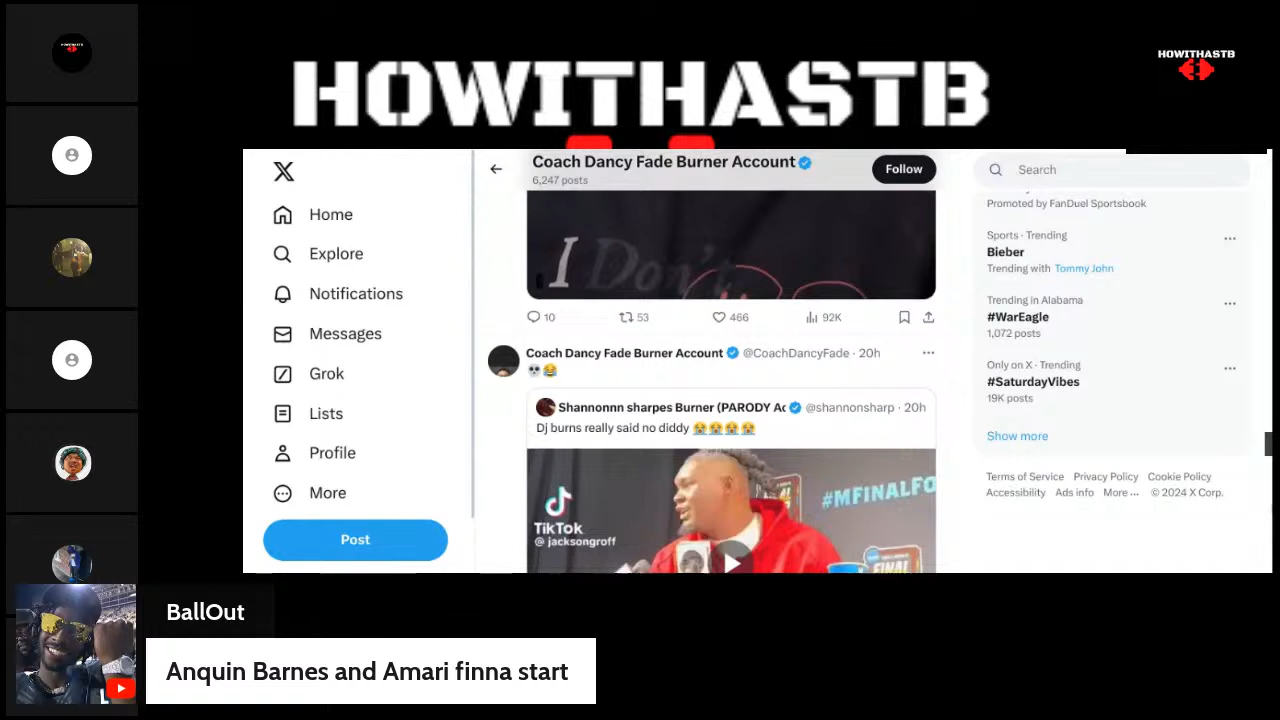 HOWITHASTB
HOWITHASTB
Coach Dancy Fade Burner Account
6,247 posts
Follow
Search
Home
Explore
Notifications
Messages
Grok
Lists
Profile
More
Post
I Don't
10 53 466 92K
Coach Dancy Fade Burner Account @CoachDancyFade · 20h
💀😂
Shannonnn sharpes Burner (PARODY Ac @shannonsharp · 20h
Dj burns really said no diddy 😭😭😭😭
#MFINALFO
TikTok
@ jacksongroff
FINAL
Promoted by FanDuel Sportsbook
Sports · Trending
Bieber
Trending with Tommy John
Trending in Alabama
#WarEagle
1,072 posts
Only on X · Trending
#SaturdayVibes
19K posts
Show more
Terms of Service Privacy Policy Cookie Policy
Accessibility Ads info More ··· © 2024 X Corp.
BallOut
Anquin Barnes and Amari finna start